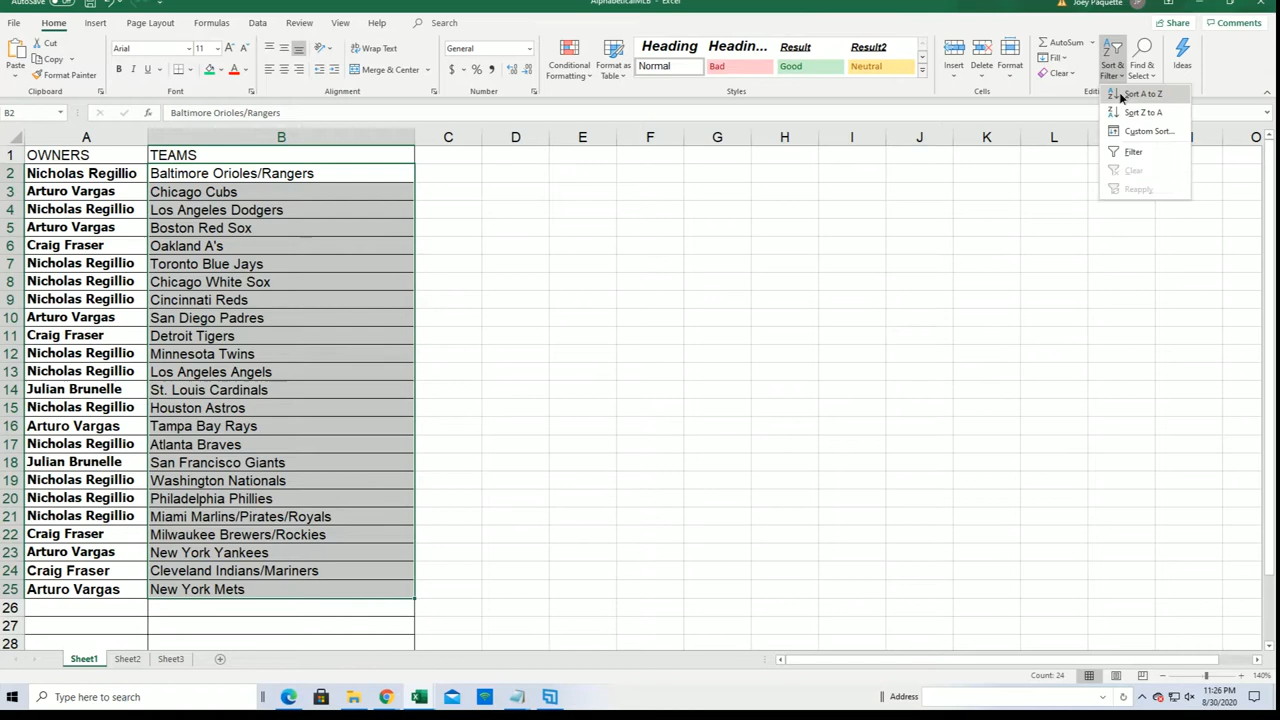 AutoSave AlphabeticalMLB - Excel Joey Paquette JP
File Home Insert Page Layout Formulas Data Review View Help Search Share Comments
Paste Cut Copy Format Painter Clipboard
Arial 11 B I U Font
Wrap Text Merge & Center Alignment
General $ % Number
Conditional Formatting Format as Table Heading Headin... Result Result2 Normal Bad Good Neutral Styles
Insert Delete Format Cells
AutoSum Fill Clear Sort & Filter Find & Select Ideas
Sort A to Z
Sort Z to A
Custom Sort...
Filter
Clear
Reapply
B2 fx Baltimore Orioles/Rangers
A B C D E F G H I J K L M N O
1 OWNERS TEAMS
2 Nicholas Regillio Baltimore Orioles/Rangers
3 Arturo Vargas Chicago Cubs
4 Nicholas Regillio Los Angeles Dodgers
5 Arturo Vargas Boston Red Sox
6 Craig Fraser Oakland A's
7 Nicholas Regillio Toronto Blue Jays
8 Nicholas Regillio Chicago White Sox
9 Nicholas Regillio Cincinnati Reds
10 Arturo Vargas San Diego Padres
11 Craig Fraser Detroit Tigers
12 Nicholas Regillio Minnesota Twins
13 Nicholas Regillio Los Angeles Angels
14 Julian Brunelle St. Louis Cardinals
15 Nicholas Regillio Houston Astros
16 Arturo Vargas Tampa Bay Rays
17 Nicholas Regillio Atlanta Braves
18 Julian Brunelle San Francisco Giants
19 Nicholas Regillio Washington Nationals
20 Nicholas Regillio Philadelphia Phillies
21 Nicholas Regillio Miami Marlins/Pirates/Royals
22 Craig Fraser Milwaukee Brewers/Rockies
23 Arturo Vargas New York Yankees
24 Craig Fraser Cleveland Indians/Mariners
25 Arturo Vargas New York Mets
26
27
28
Sheet1 Sheet2 Sheet3
Count: 24 140%
Type here to search Address 11:26 PM
8/30/2020